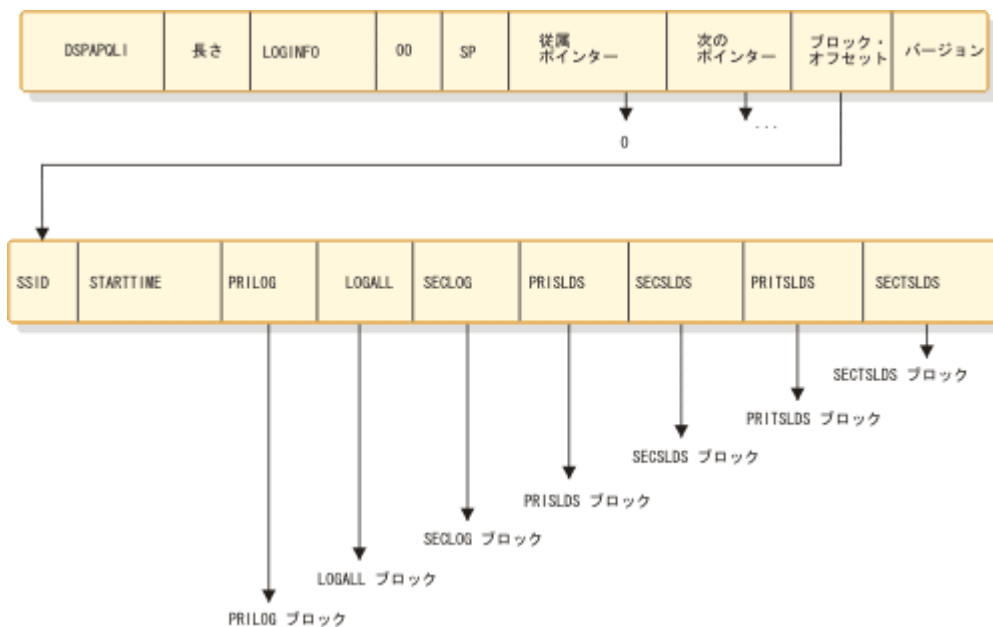 DSPAPQLI
長さ
LOGINFO
00
SP
従属
ポインター
次の
ポインター
ブロック・
オフセット
バージョン
0
...
SSID
STARTTIME
PRILOG
LOGALL
SECLOG
PRISLDS
SECSLDS
PRITSLDS
SECTSLDS
SECTSLDS ブロック
PRITSLDS ブロック
SECSLDS ブロック
PRISLDS ブロック
SECLOG ブロック
LOGALL ブロック
PRILOG ブロック